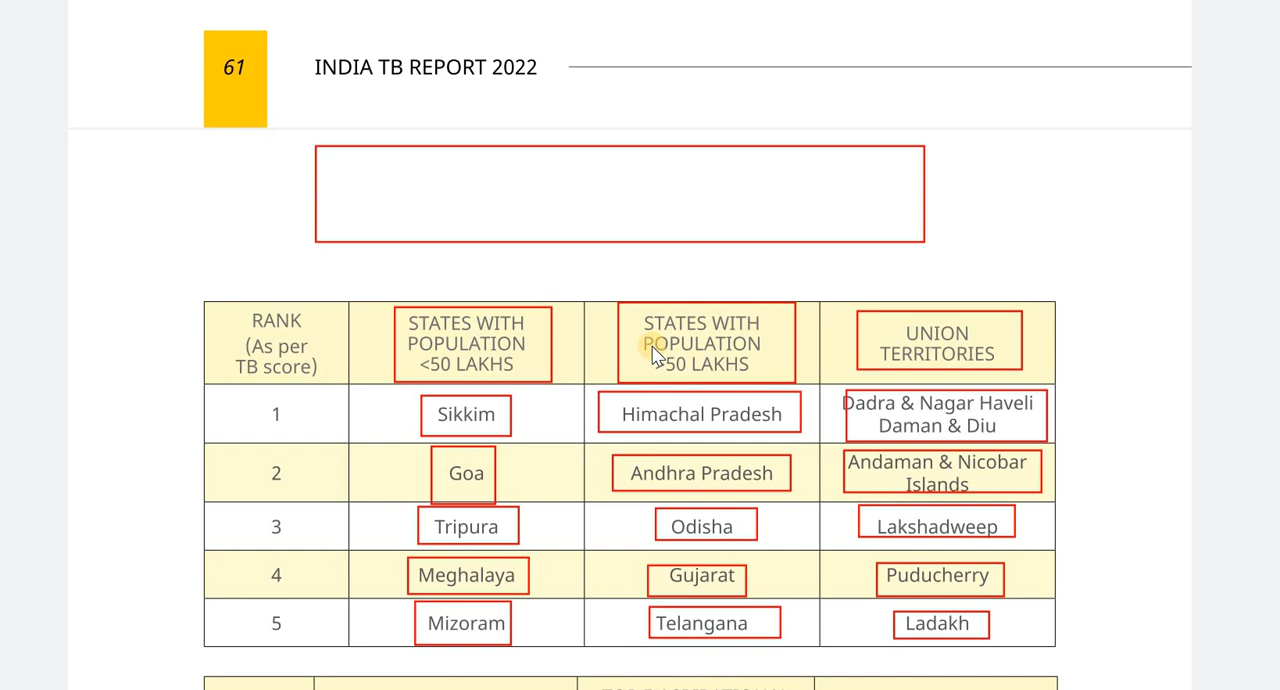 61
INDIA TB REPORT 2022
RANK
(As per
TB score)
STATES WITH
POPULATION
<50 LAKHS
STATES WITH
POPULATION
50 LAKHS
UNION
TERRITORIES
1
Sikkim
Himachal Pradesh
Dadra & Nagar Haveli
Daman & Diu
2
Goa
Andhra Pradesh
Andaman & Nicobar
Islands
3
Tripura
Odisha
Lakshadweep
4
Meghalaya
Gujarat
Puducherry
5
Mizoram
Telangana
Ladakh